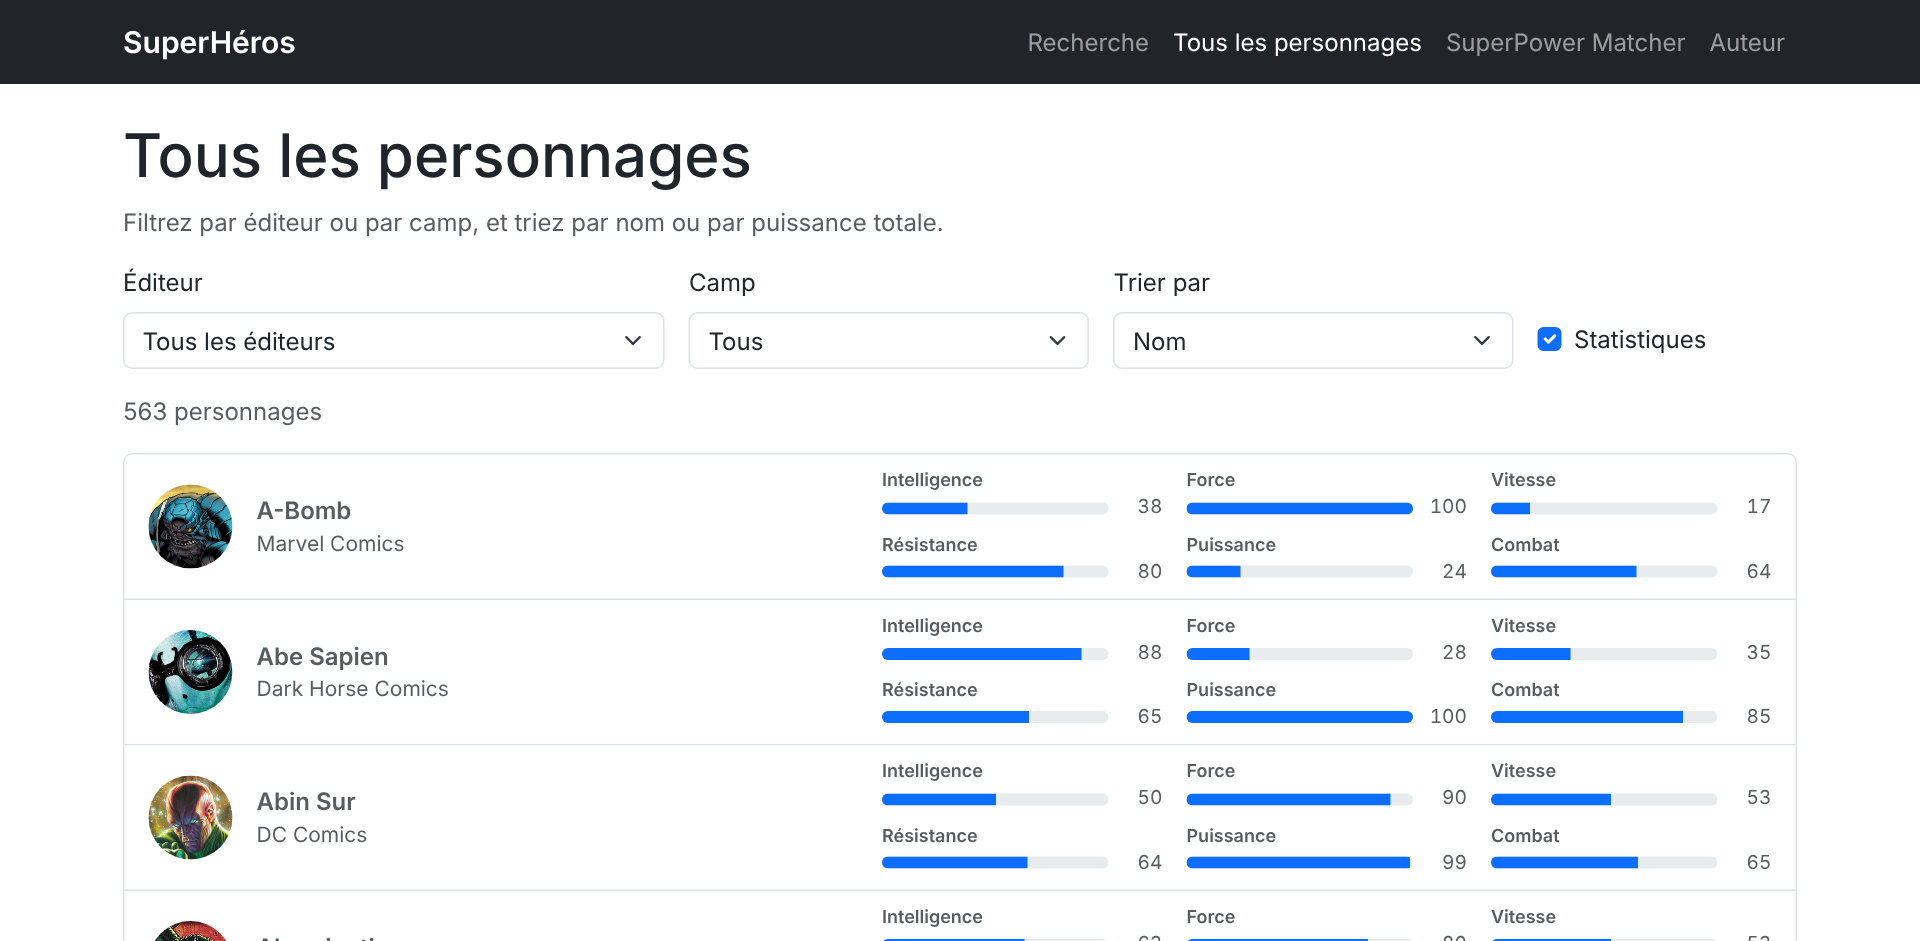 SuperHéros
Recherche Tous les personnages SuperPower Matcher Auteur
Tous les personnages
Filtrez par éditeur ou par camp, et triez par nom ou par puissance totale.
Éditeur Camp Trier par
Tous les éditeurs Tous Nom Statistiques
563 personnages
A-Bomb
Marvel Comics
Intelligence Force Vitesse
38 100 17
Résistance Puissance Combat
80 24 64
Abe Sapien
Dark Horse Comics
Intelligence Force Vitesse
88 28 35
Résistance Puissance Combat
65 100 85
Abin Sur
DC Comics
Intelligence Force Vitesse
50 90 53
Résistance Puissance Combat
64 99 65
Intelligence Force Vitesse